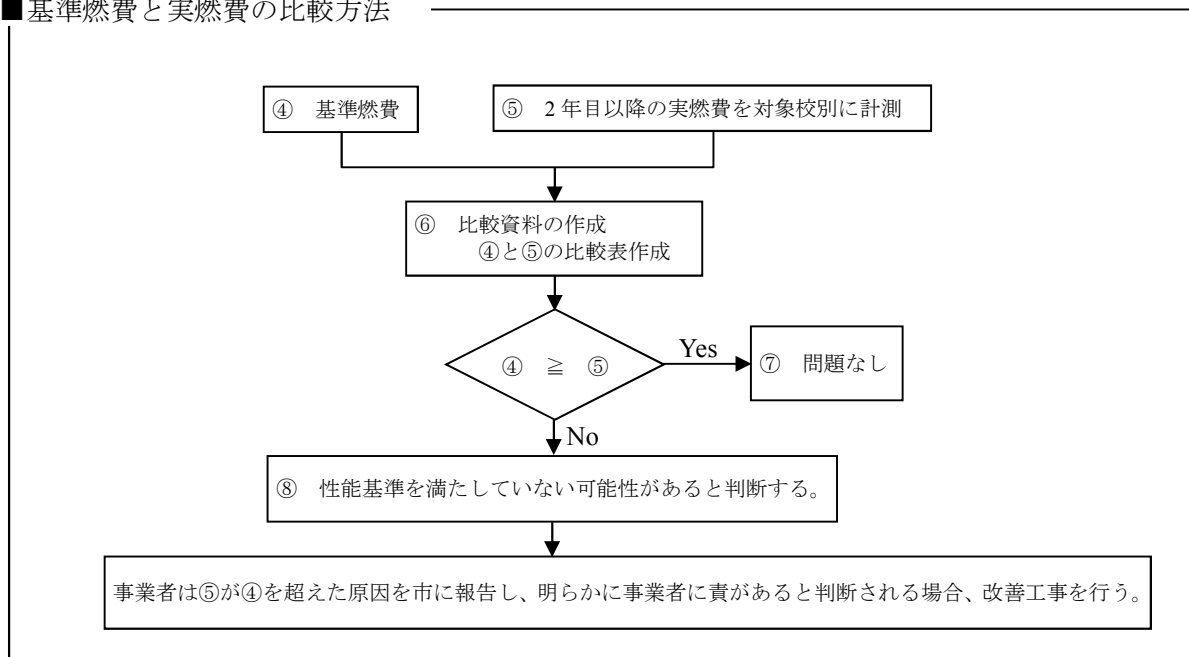 ■基準燃費と実燃費の比較方法
④　基準燃費
⑤　2 年目以降の実燃費を対象校別に計測
⑥　比較資料の作成
④と⑤の比較表作成
④　≧　⑤
Yes
⑦　問題なし
No
⑧　性能基準を満たしていない可能性があると判断する。
事業者は⑤が④を超えた原因を市に報告し、明らかに事業者に責があると判断される場合、改善工事を行う。